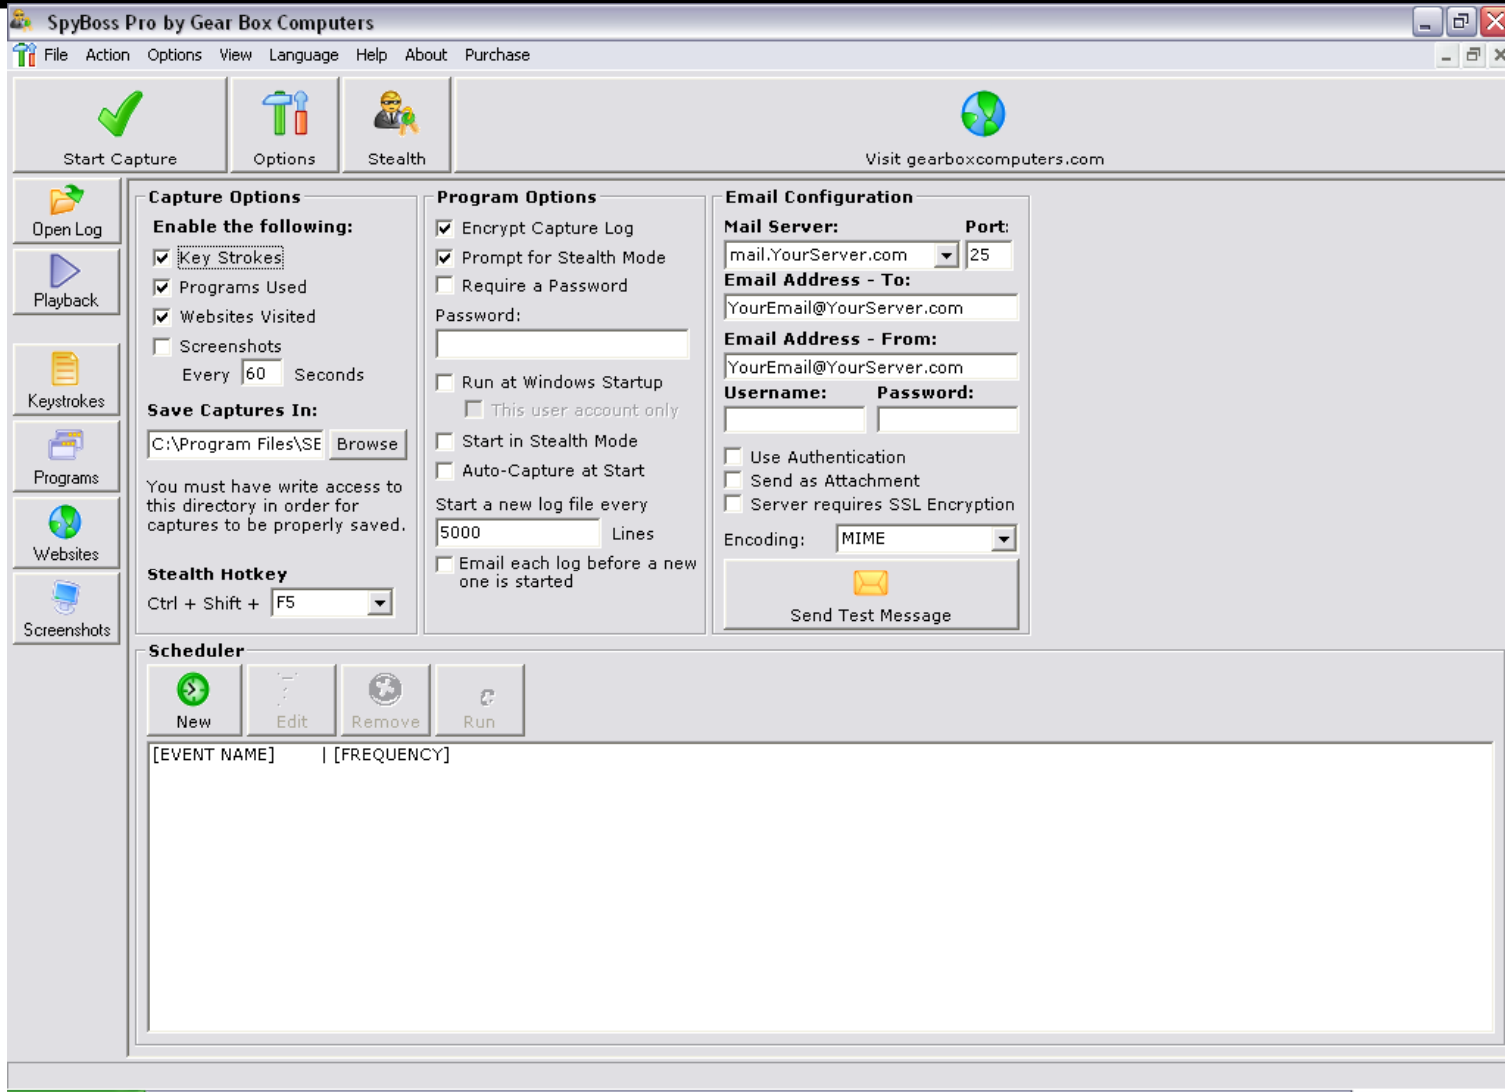 SpyBoss Pro by Gear Box Computers
File Action Options View Language Help About Purchase
Start Capture
Options
Stealth
Visit gearboxcomputers.com
Open Log
Playback
Keystrokes
Programs
Websites
Screenshots
Capture Options
Enable the following:
Key Strokes
Programs Used
Websites Visited
Screenshots
Every 60 Seconds
Save Captures In:
C:\Program Files\SE Browse
You must have write access to
this directory in order for
captures to be properly saved.
Stealth Hotkey
Ctrl + Shift + F5
Program Options
Encrypt Capture Log
Prompt for Stealth Mode
Require a Password
Password:
Run at Windows Startup
This user account only
Start in Stealth Mode
Auto-Capture at Start
Start a new log file every
5000 Lines
Email each log before a new
one is started
Email Configuration
Mail Server: Port:
mail.YourServer.com 25
Email Address - To:
YourEmail@YourServer.com
Email Address - From:
YourEmail@YourServer.com
Username: Password:
Use Authentication
Send as Attachment
Server requires SSL Encryption
Encoding: MIME
Send Test Message
Scheduler
New
Edit
Remove
Run
[EVENT NAME] | [FREQUENCY]